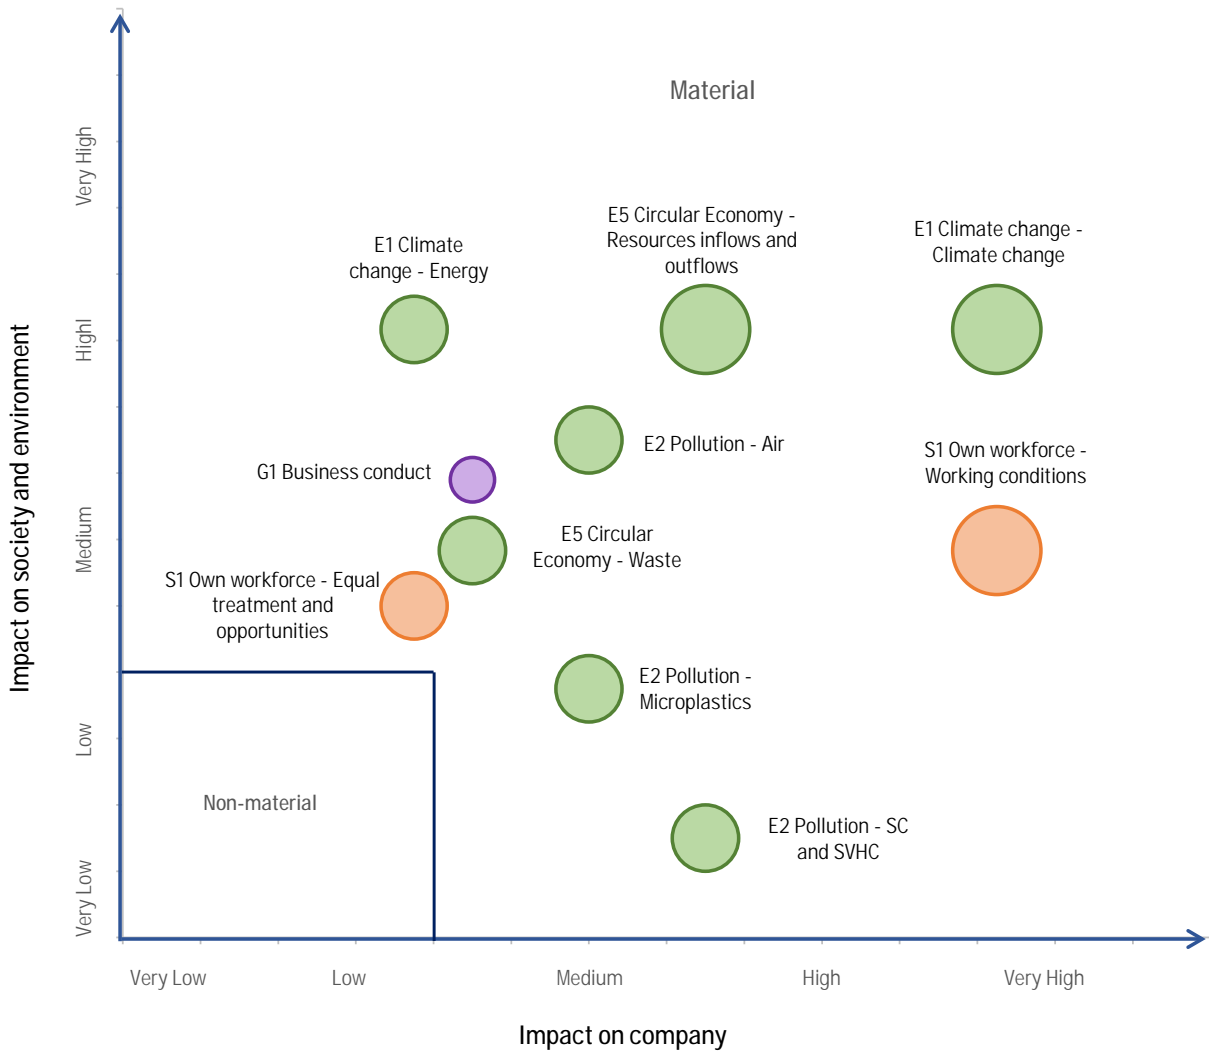 Material
Very High
E5 Circular Economy -
Resources inflows and
outflows
E1 Climate change -
Climate change
E1 Climate
change - Energy
Highl
Impact on society and environment
E2 Pollution - Air
S1 Own workforce -
Working conditions
G1 Business conduct
Medium
E5 Circular
Economy - Waste
S1 Own workforce - Equal
treatment and
opportunities
E2 Pollution -
Microplastics
Low
Non-material
E2 Pollution - SC
and SVHC
Very Low
Very Low
Low
Medium
High
Very High
Impact on company